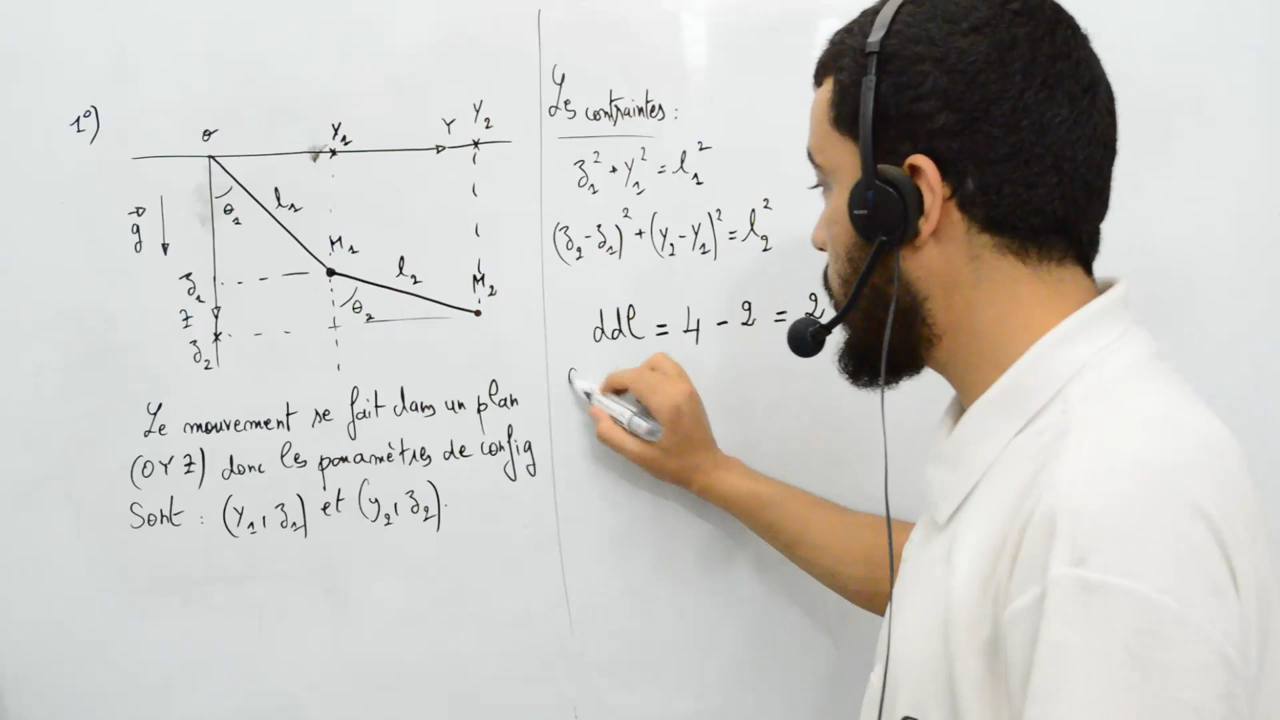 1°)
O Y₁ Y Y₂
θ₁ l₁
g⃗
M₁
l₂
z₁ M₂
Z θ₂
z₂
Le mouvement se fait dans un plan
(OYZ) donc les paramètres de config
Sont : (Y₁, z₁) et (y₂, z₂).
Les contraintes :
z₁² + Y₁² = l₁²
(z₂ - z₁)² + (Y₂ - Y₁)² = l₂²
ddl = 4 - 2 = 2